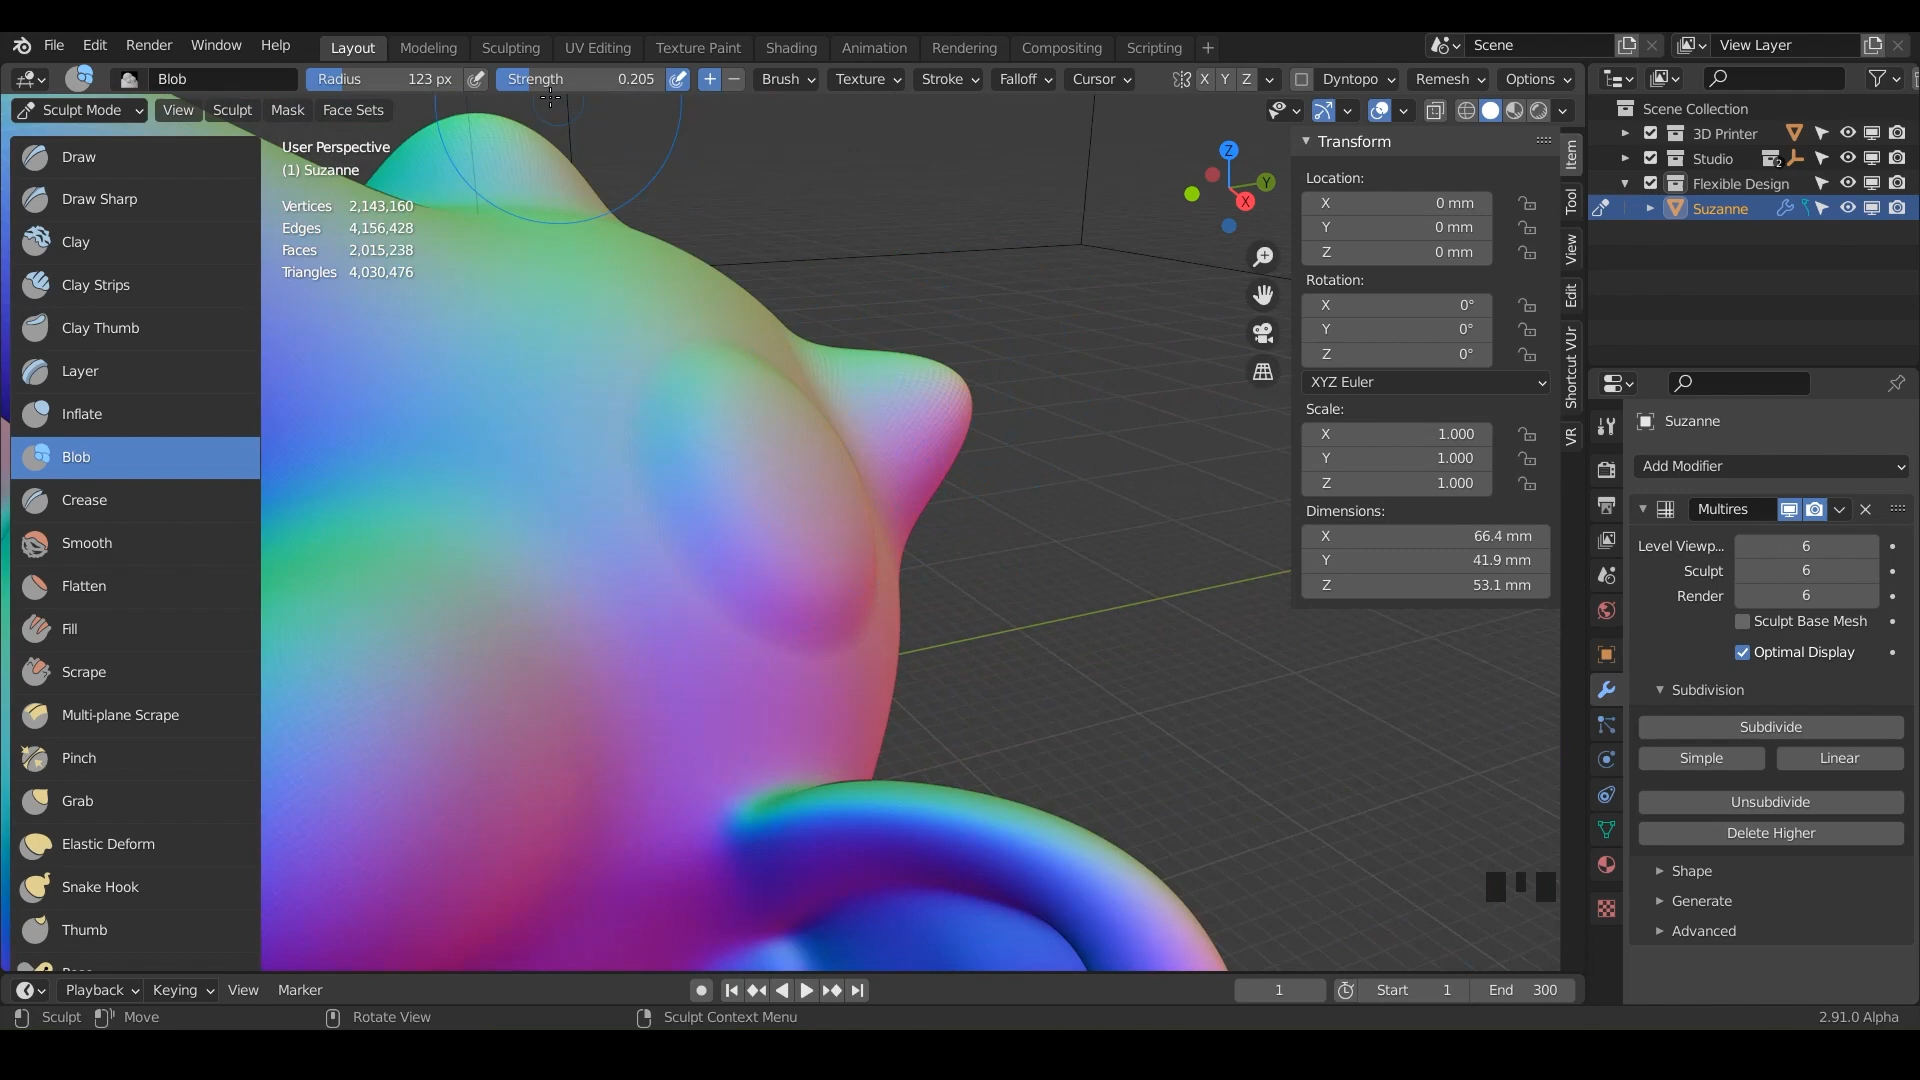 File Edit Render Window Help Layout Modeling Sculpting UV Editing Texture Paint Shading Animation Rendering Compositing Scripting + Scene View Layer
Blob Radius 123 px Strength 0.205 Brush Texture Stroke Falloff Cursor X Y Z Dyntopo Remesh Options
Sculpt Mode View Sculpt Mask Face Sets
Draw
Draw Sharp
Clay
Clay Strips
Clay Thumb
Layer
Inflate
Blob
Crease
Smooth
Flatten
Fill
Scrape
Multi-plane Scrape
Pinch
Grab
Elastic Deform
Snake Hook
Thumb
User Perspective
(1) Suzanne
Vertices 2,143,160
Edges 4,156,428
Faces 2,015,238
Triangles 4,030,476
Z
Y
X
Transform
Location:
X 0 mm
Y 0 mm
Z 0 mm
Rotation:
X 0°
Y 0°
Z 0°
XYZ Euler
Scale:
X 1.000
Y 1.000
Z 1.000
Dimensions:
X 66.4 mm
Y 41.9 mm
Z 53.1 mm
Item
Tool
View
Edit
Shortcut VUr
VR
Scene Collection
3D Printer
Studio 2
Flexible Design
Suzanne
Suzanne
Add Modifier
Multires
Level Viewp... 6
Sculpt 6
Render 6
Sculpt Base Mesh
Optimal Display
Subdivision
Subdivide
Simple Linear
Unsubdivide
Delete Higher
Shape
Generate
Advanced
Playback Keying View Marker 1 Start 1 End 300
Sculpt Move Rotate View Sculpt Context Menu 2.91.0 Alpha